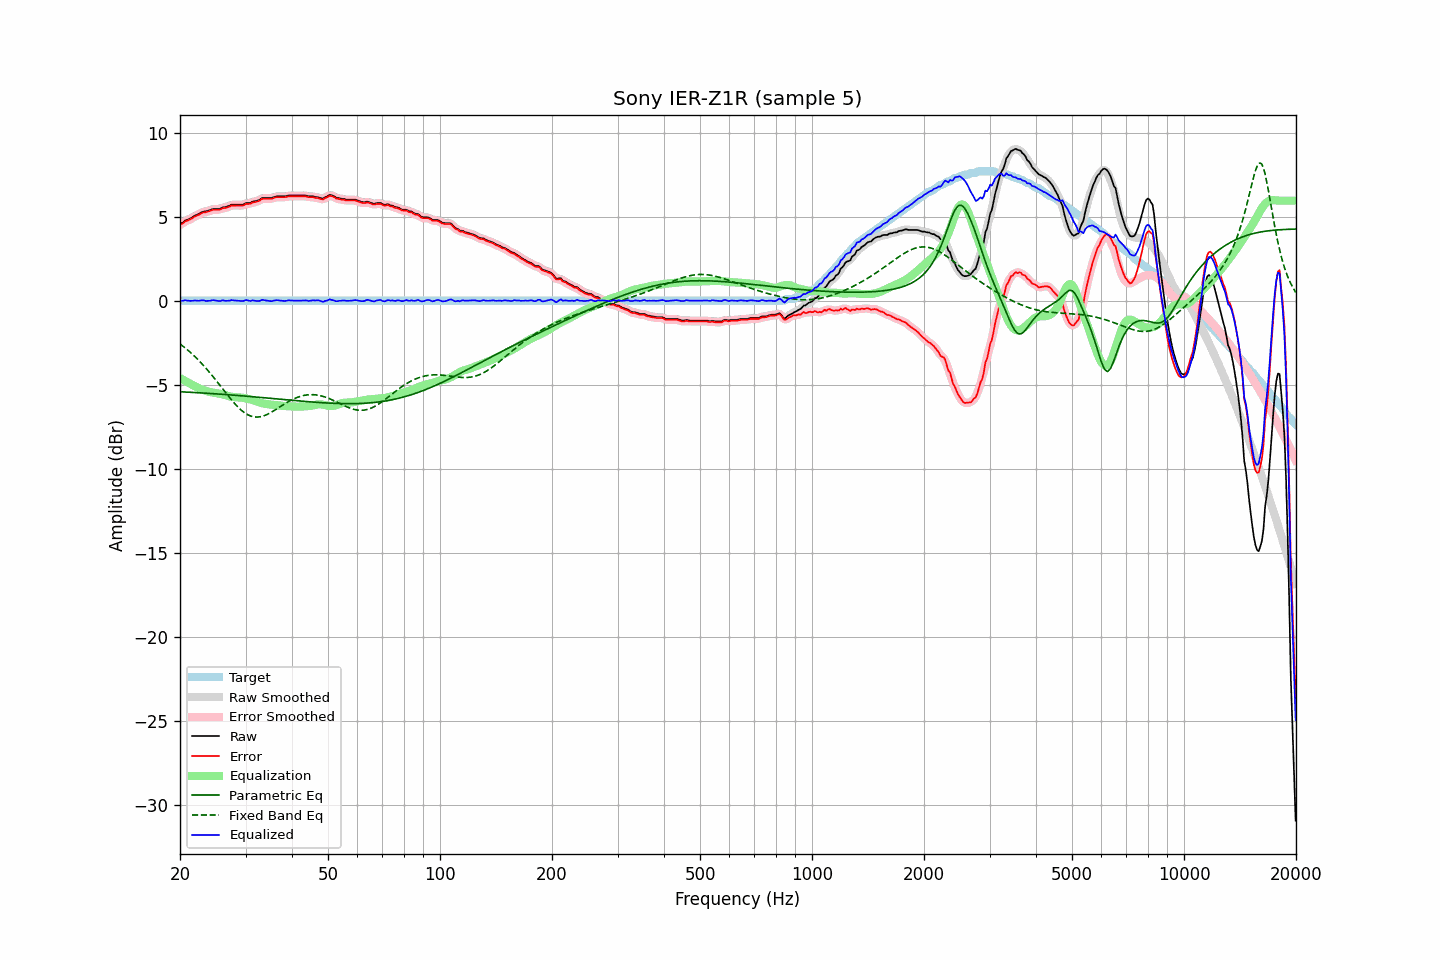 Sony IER-Z1R (sample 5)
10
5
0
−5
−10
−15
−20
−25
−30
Amplitude (dBr)
Target
Raw Smoothed
Error Smoothed
Raw
Error
Equalization
Parametric Eq
Fixed Band Eq
Equalized
20 50 100 200 500 1000 2000 5000 10000 20000
Frequency (Hz)